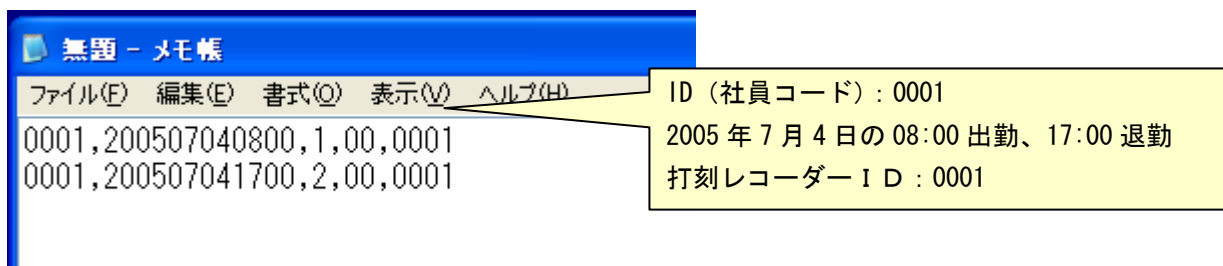 無題 - メモ帳
ファイル(F) 編集(E) 書式(O) 表示(V) ヘルプ(H)
0001,200507040800,1,00,0001
0001,200507041700,2,00,0001
ID（社員コード）: 0001
2005 年 7 月 4 日の 08:00 出勤、17:00 退勤
打刻レコーダーＩＤ : 0001